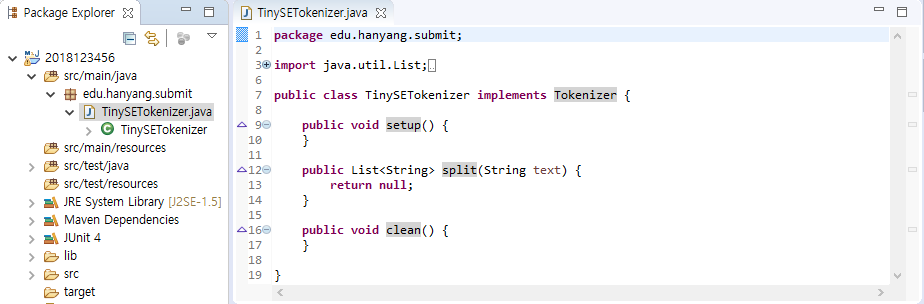 Package Explorer
2018123456
src/main/java
edu.hanyang.submit
TinySETokenizer.java
TinySETokenizer
src/main/resources
src/test/java
src/test/resources
JRE System Library [J2SE-1.5]
Maven Dependencies
JUnit 4
lib
src
target
TinySETokenizer.java
1 package edu.hanyang.submit;
2
3 import java.util.List;
6
7 public class TinySETokenizer implements Tokenizer {
8
9 public void setup() {
10 }
11
12 public List<String> split(String text) {
13 return null;
14 }
15
16 public void clean() {
17 }
18
19 }